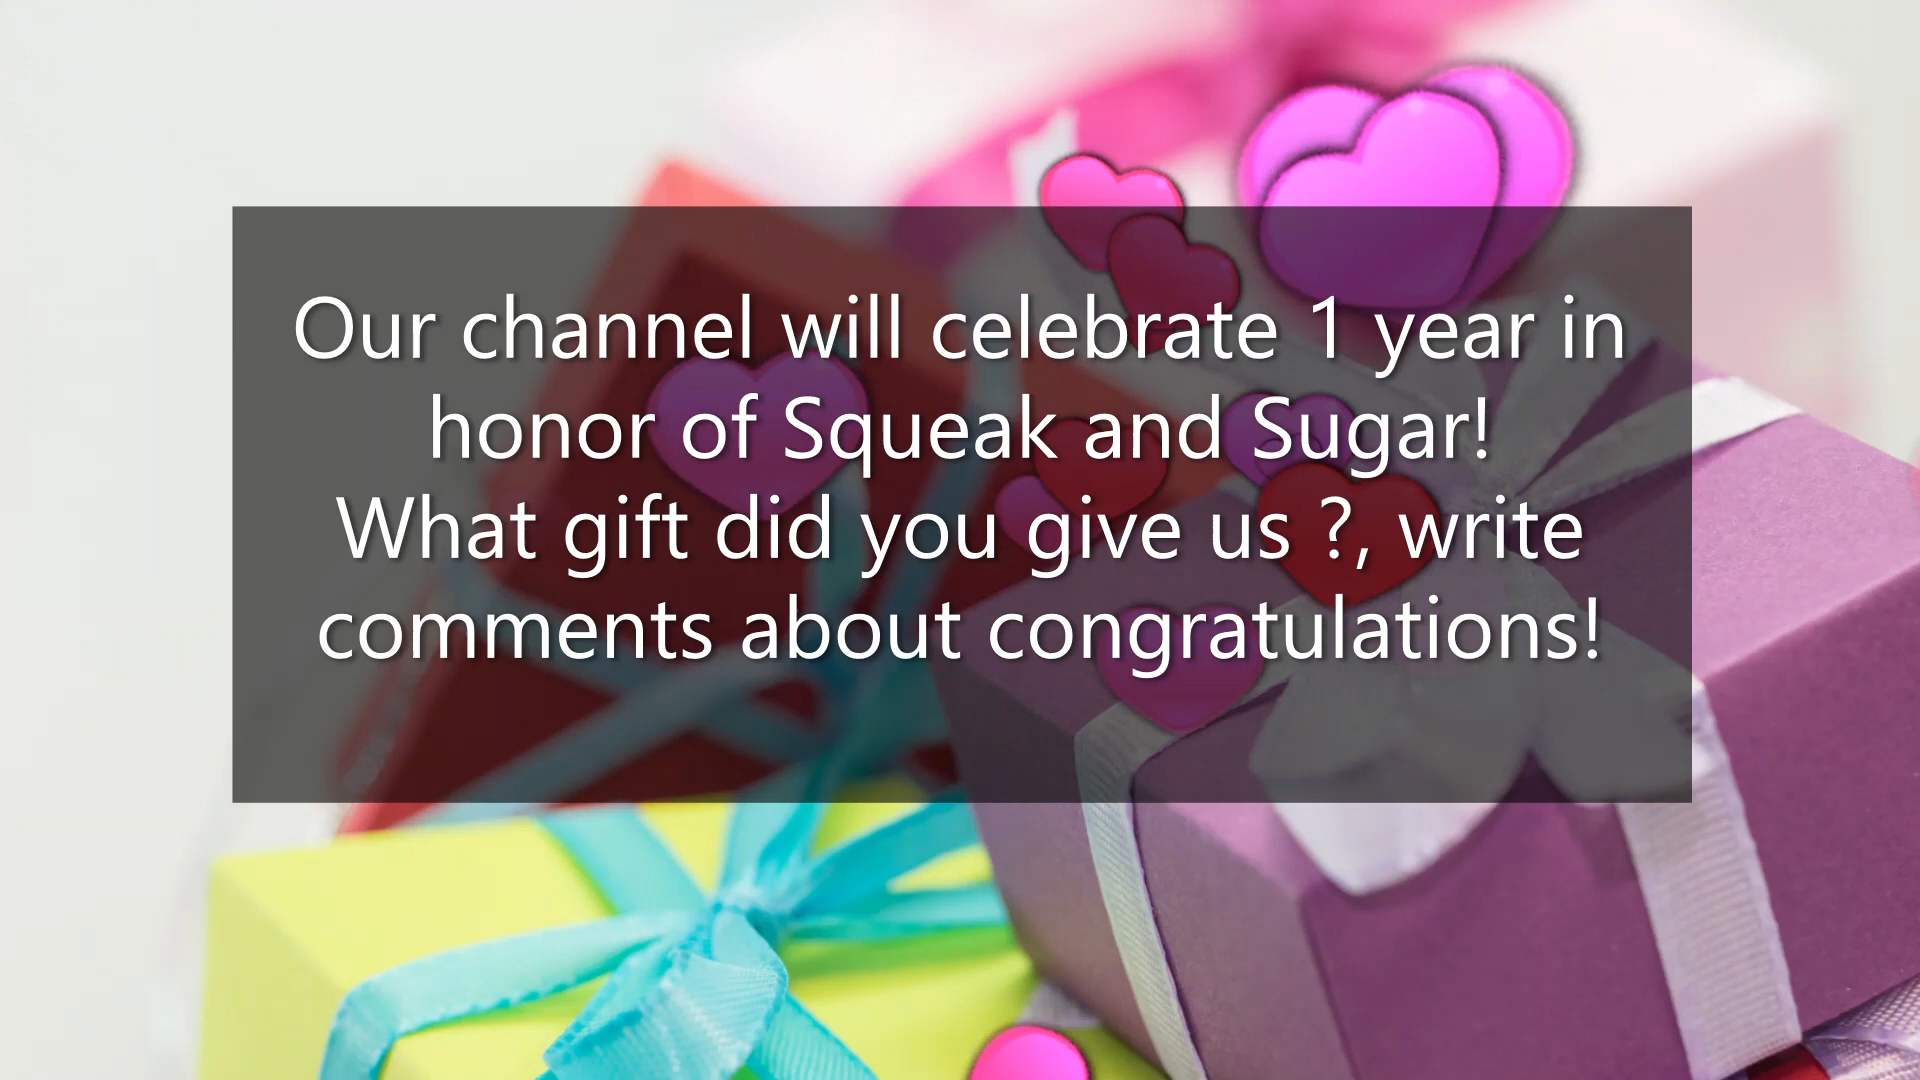 Our channel will celebrate 1 year in
honor of Squeak and Sugar!
What gift did you give us ?, write
comments about congratulations!